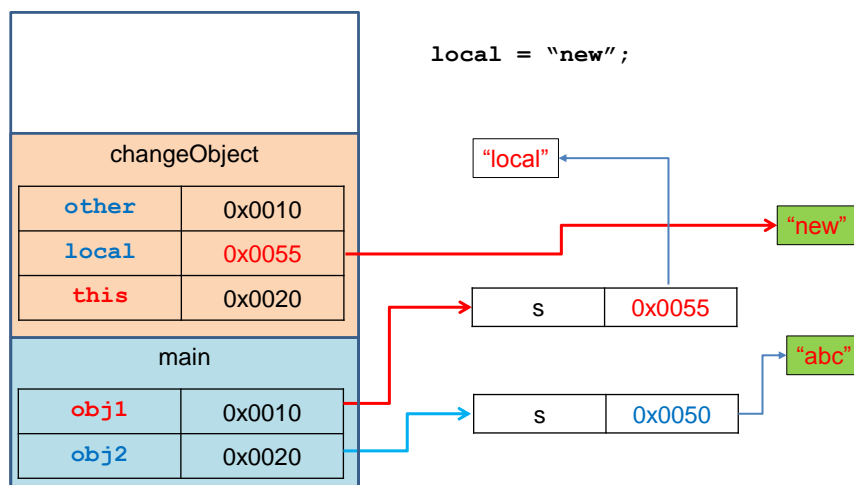 local = “new”;
changeObject
“local”
other 0x0010
“new”
local 0x0055
this 0x0020
s 0x0055
main
“abc”
obj1 0x0010
s 0x0050
obj2 0x0020